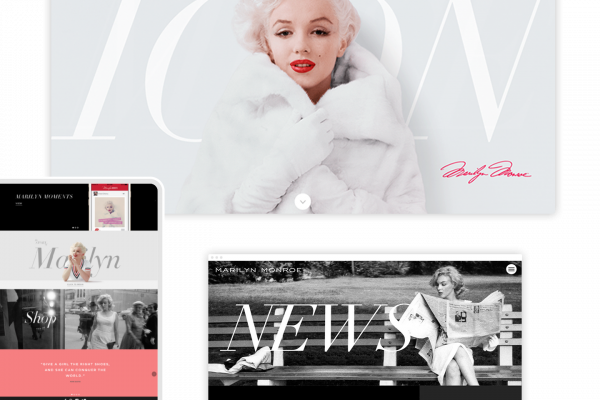 ICON
Marilyn Monroe
MARILYN MOMENTS
Marilyn
Shop
"GIVE A GIRL THE RIGHT SHOES,
AND SHE CAN CONQUER THE
WORLD."
MARILYN MONROE
NEWS